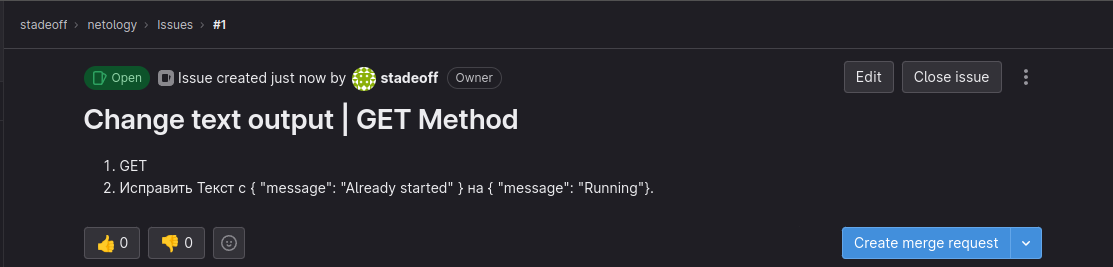 stadeoff › netology › Issues › #1
Open Issue created just now by stadeoff Owner Edit Close issue
Change text output | GET Method
1. GET
2. Исправить Текст с { "message": "Already started" } на { "message": "Running"}.
👍 0 👎 0 Create merge request